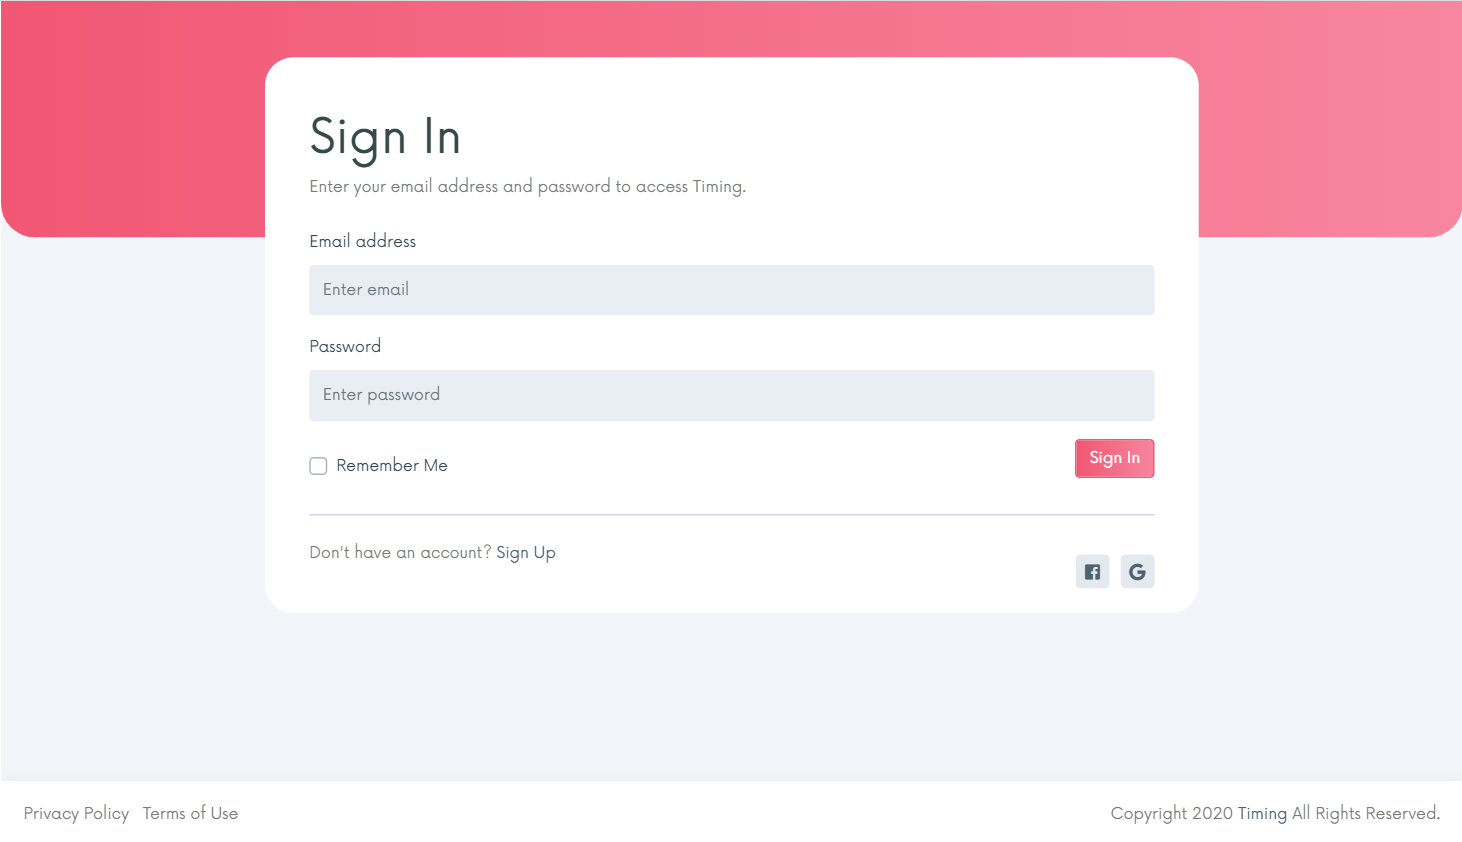 Sign In
Enter your email address and password to access Timing.
Email address
Enter email
Password
Enter password
Remember Me
Sign In
Don't have an account? Sign Up
Privacy Policy Terms of Use
Copyright 2020 Timing All Rights Reserved.